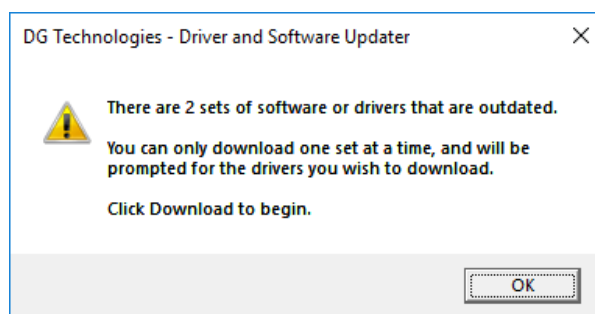 DG Technologies - Driver and Software Updater
There are 2 sets of software or drivers that are outdated.
You can only download one set at a time, and will be
prompted for the drivers you wish to download.
Click Download to begin.
OK